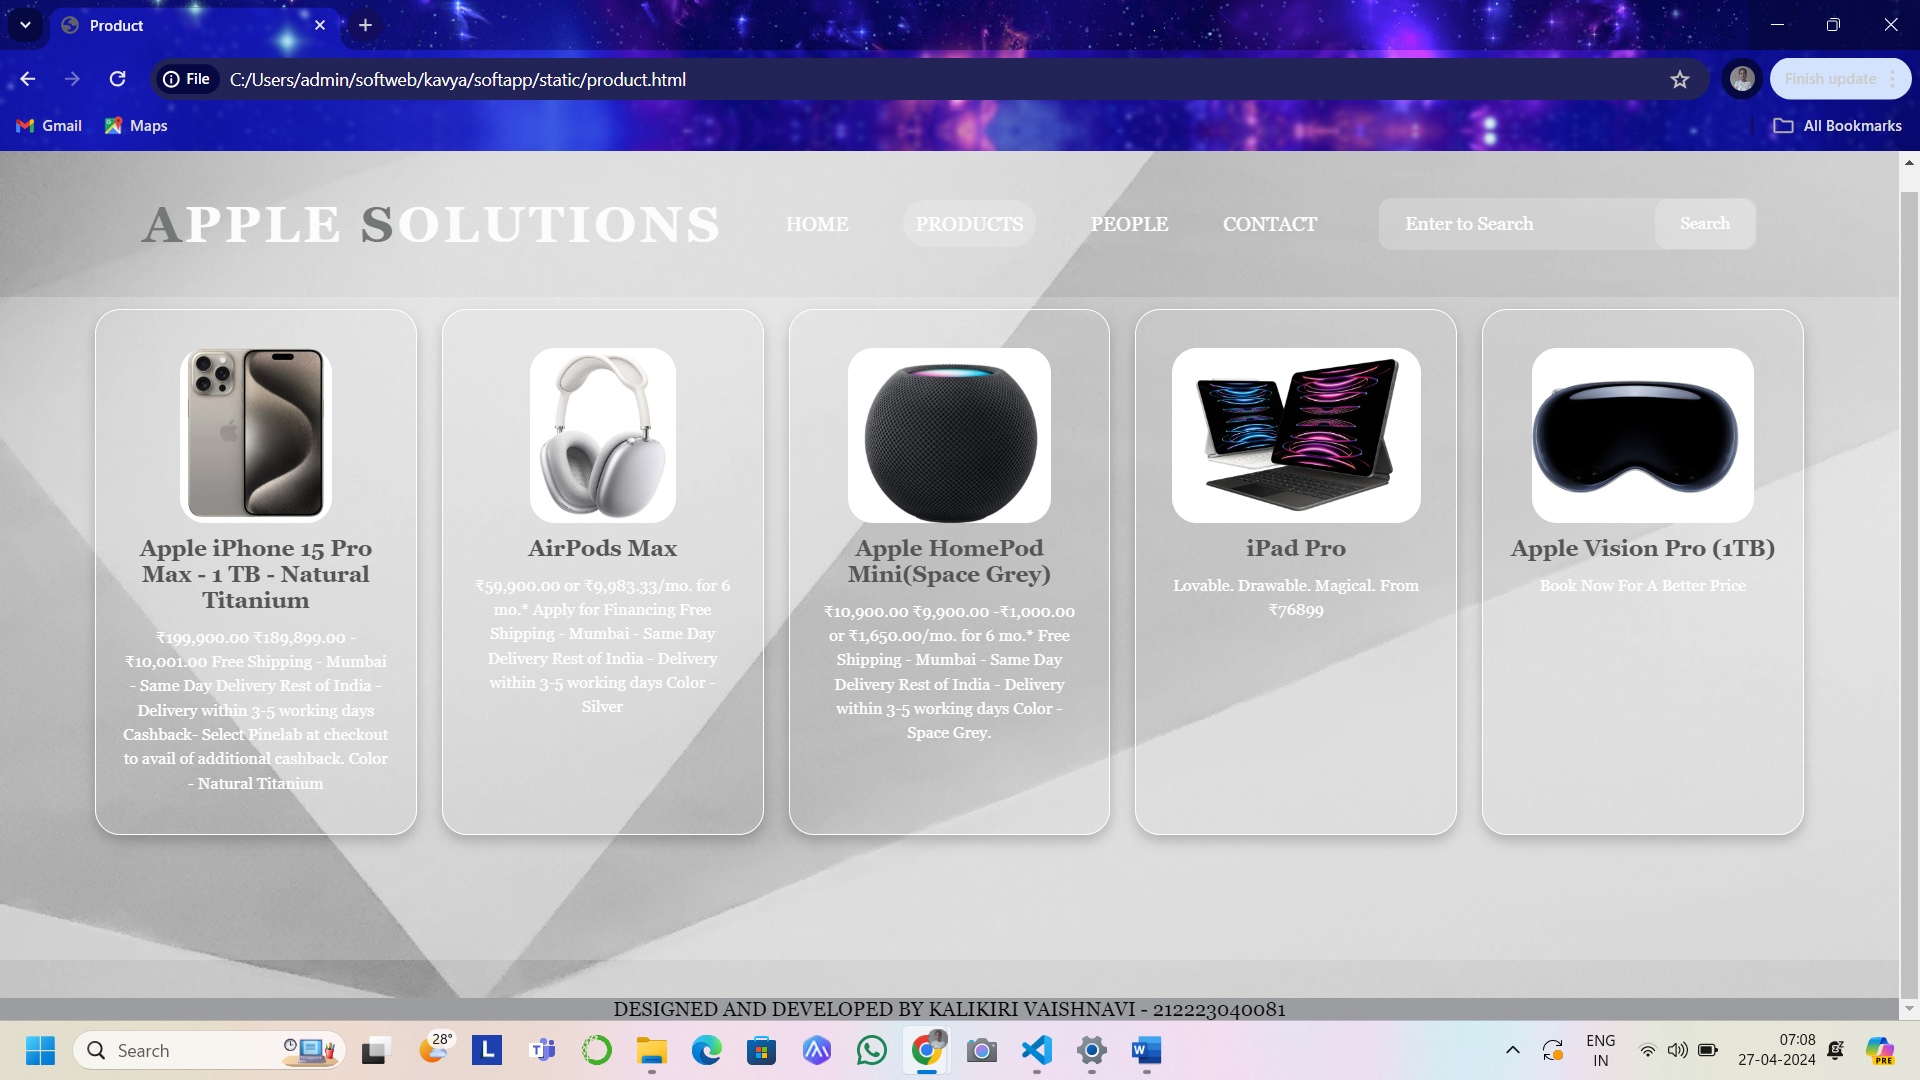 Product
File C:/Users/admin/softweb/kavya/softapp/static/product.html
Finish update
Gmail Maps
All Bookmarks
APPLE SOLUTIONS
HOME PRODUCTS PEOPLE CONTACT
Enter to Search Search
Apple iPhone 15 Pro
Max - 1 TB - Natural
Titanium
₹199,900.00 ₹189,899.00 -
₹10,001.00 Free Shipping - Mumbai
- Same Day Delivery Rest of India -
Delivery within 3-5 working days
Cashback- Select Pinelab at checkout
to avail of additional cashback. Color
- Natural Titanium
AirPods Max
₹59,900.00 or ₹9,983.33/mo. for 6
mo.* Apply for Financing Free
Shipping - Mumbai - Same Day
Delivery Rest of India - Delivery
within 3-5 working days Color -
Silver
Apple HomePod
Mini(Space Grey)
₹10,900.00 ₹9,900.00 -₹1,000.00
or ₹1,650.00/mo. for 6 mo.* Free
Shipping - Mumbai - Same Day
Delivery Rest of India - Delivery
within 3-5 working days Color -
Space Grey.
iPad Pro
Lovable. Drawable. Magical. From
₹76899
Apple Vision Pro (1TB)
Book Now For A Better Price
DESIGNED AND DEVELOPED BY KALIKIRI VAISHNAVI - 212223040081
Search
28°
L
T
W
ENG
IN
07:08
27-04-2024
PRE